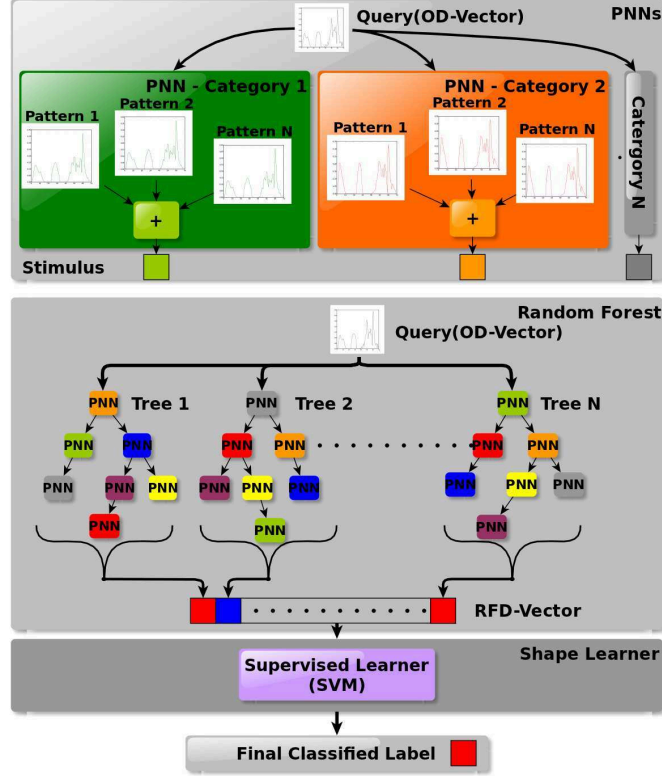 Query(OD-Vector)
PNNs
PNN - Category 1
Pattern 1
Pattern 2
Pattern N
+
PNN - Category 2
Pattern 1
Pattern 2
Pattern N
+
Catergory N
Stimulus
Random Forest
Query(OD-Vector)
PNN Tree 1 PNN Tree 2 PNN Tree N
PNN PNN PNN PNN PNN PNN
PNN PNN PNN PNN PNN PNN PNN PNN PNN
PNN PNN PNN
RFD-Vector
Shape Learner
Supervised Learner
(SVM)
Final Classified Label